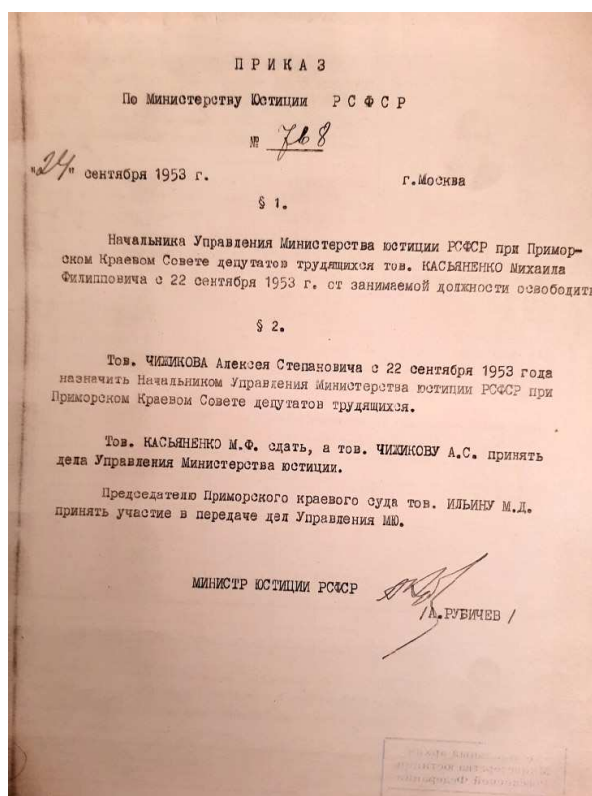 П Р И К А З
По Министерству Юстиции Р С Ф С Р
№ 768
"24" сентября 1953 г. г.Москва
§ 1.
Начальника Управления Министерства юстиции РСФСР при Примор-
ском Краевом Совете депутатов трудящихся тов. КАСЬЯНЕНКО Михаила
Филипповича с 22 сентября 1953 г. от занимаемой должности освободить
§ 2.
Тов. ЧИЖИКОВА Алексея Степановича с 22 сентября 1953 года
назначить Начальником Управления Министерства юстиции РСФСР при
Приморском Краевом Совете депутатов трудящихся.
Тов. КАСЬЯНЕНКО М.Ф. сдать, а тов. ЧИЖИКОВУ А.С. принять
дела Управления Министерства юстиции.
Председателю Приморского краевого суда тов. ИЛЬИНУ М.Д.
принять участие в передаче дел Управления МЮ.
МИНИСТР ЮСТИЦИИ РСФСР
/А.РУБИЧЕВ/